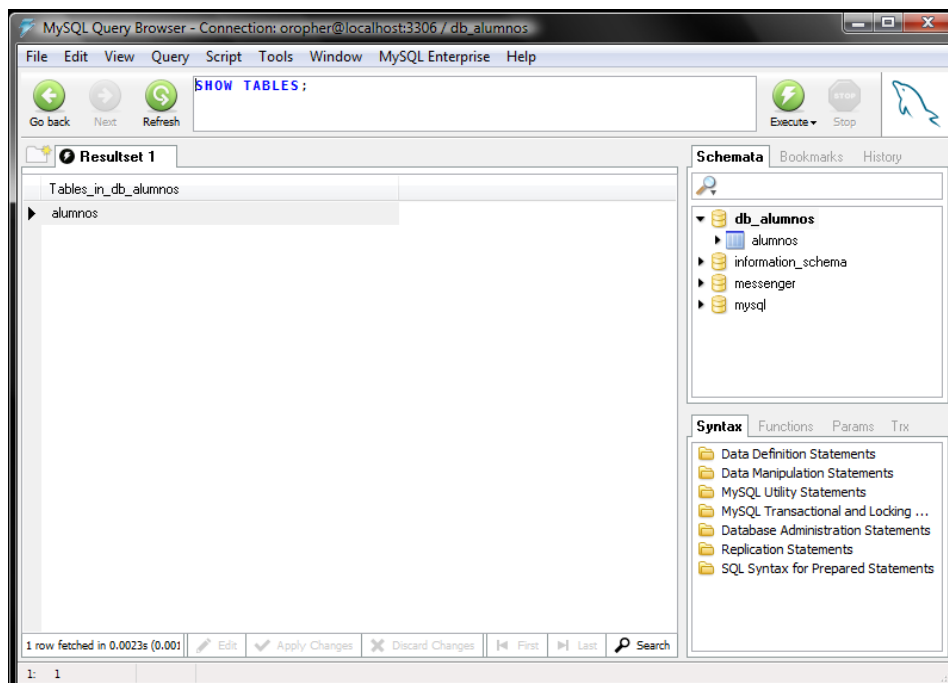 MySQL Query Browser - Connection: oropher@localhost:3306 / db_alumnos
File Edit View Query Script Tools Window MySQL Enterprise Help
SHOW TABLES;
Go back Next Refresh
Execute STOP Stop
Resultset 1
Tables_in_db_alumnos
alumnos
Schemata Bookmarks History
db_alumnos
alumnos
information_schema
messenger
mysql
Syntax Functions Params Trx
Data Definition Statements
Data Manipulation Statements
MySQL Utility Statements
MySQL Transactional and Locking ...
Database Administration Statements
Replication Statements
SQL Syntax for Prepared Statements
1 row fetched in 0.0023s (0.001 Edit Apply Changes Discard Changes First Last Search
1: 1